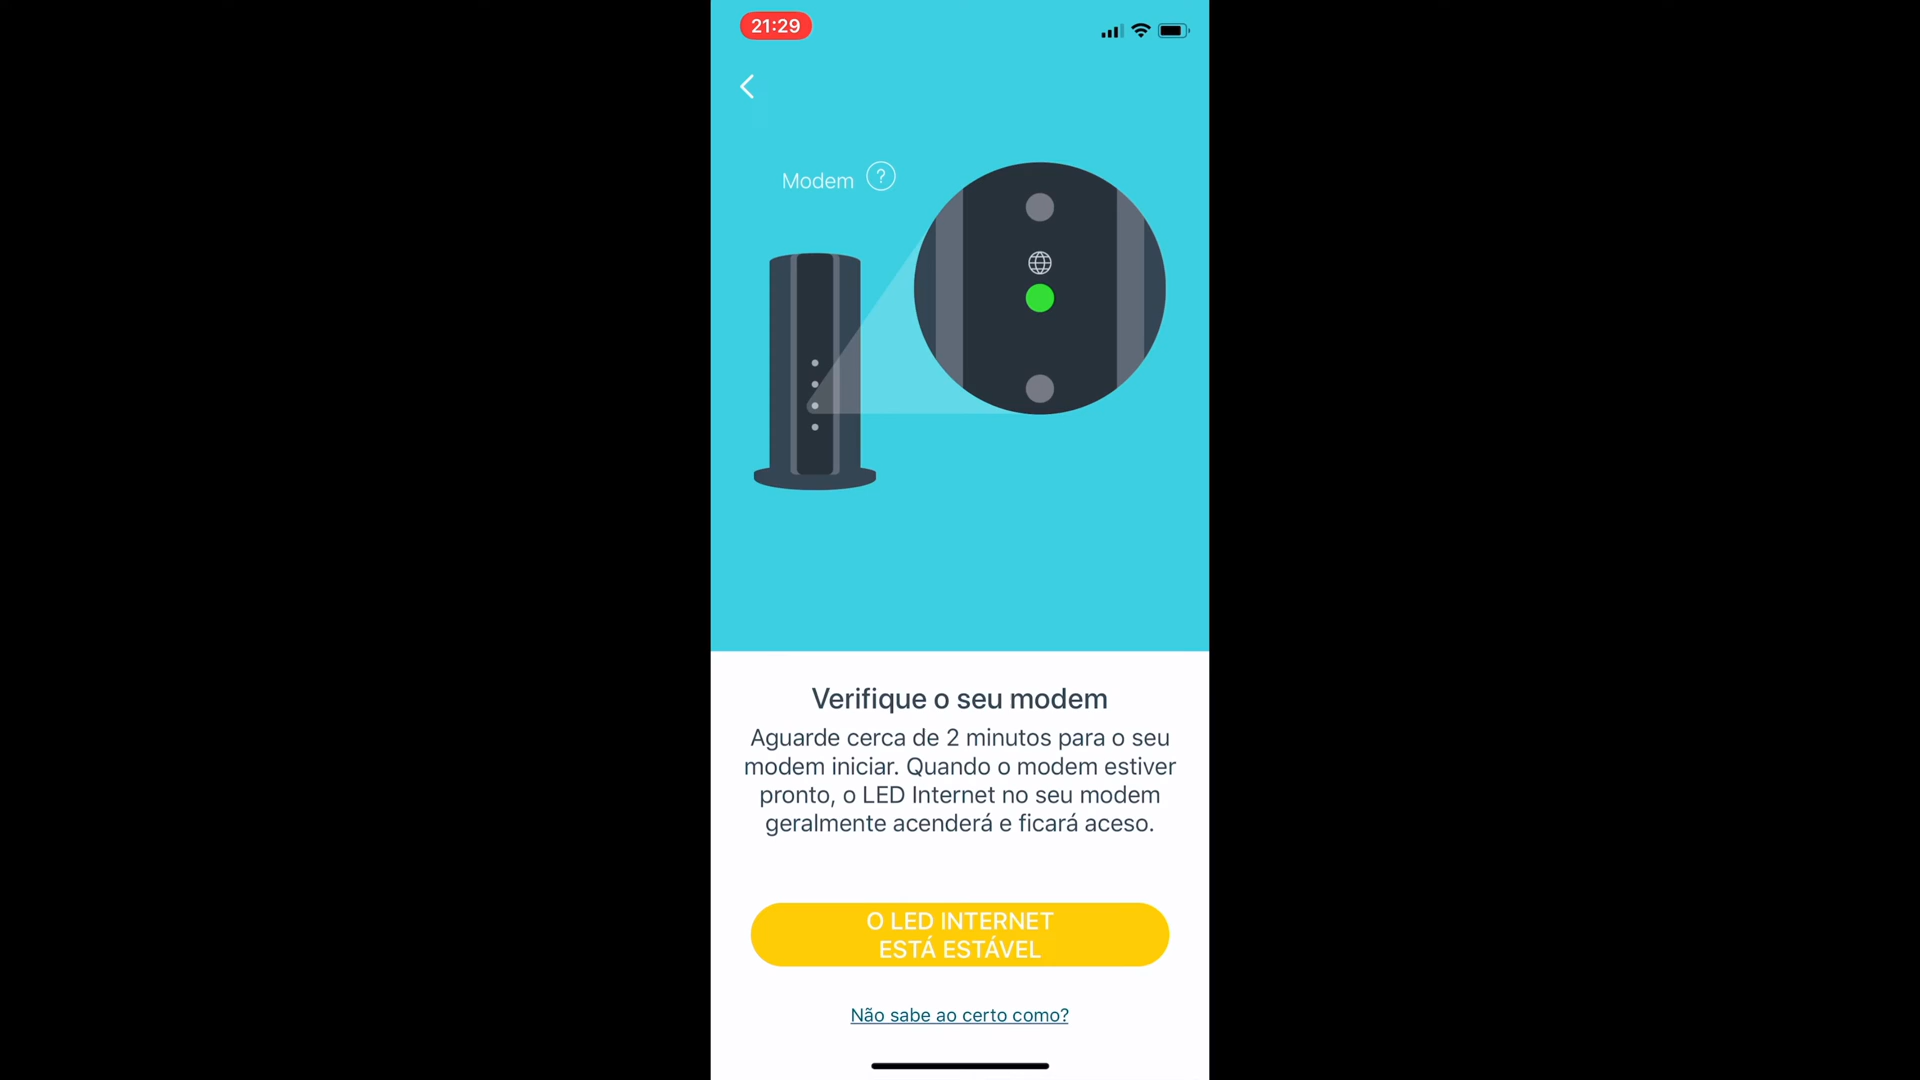 21:29
Modem ?
Verifique o seu modem
Aguarde cerca de 2 minutos para o seu
modem iniciar. Quando o modem estiver
pronto, o LED Internet no seu modem
geralmente acenderá e ficará aceso.
O LED INTERNET
ESTÁ ESTÁVEL
Não sabe ao certo como?